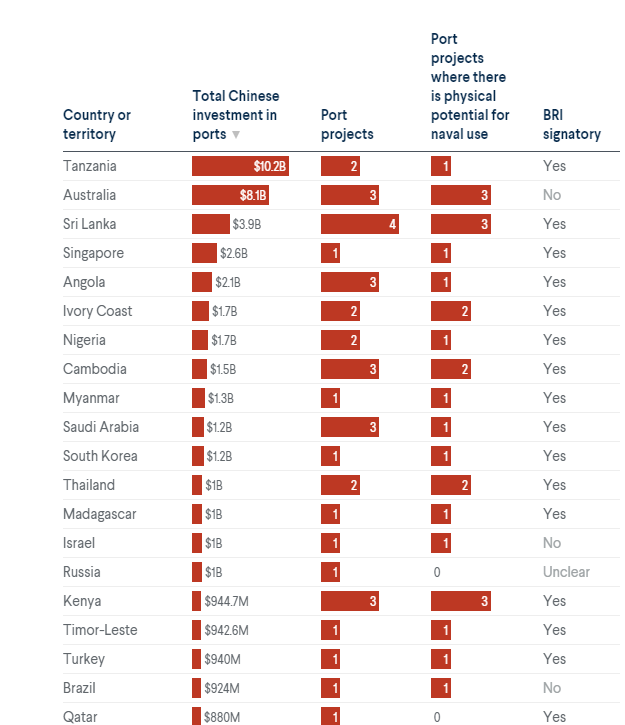 Country or territory Total Chinese investment in ports ▼ Port projects Port projects where there is physical potential for naval use BRI signatory
Tanzania $10.2B 2 1 Yes
Australia $8.1B 3 3 No
Sri Lanka $3.9B 4 3 Yes
Singapore $2.6B 1 1 Yes
Angola $2.1B 3 1 Yes
Ivory Coast $1.7B 2 2 Yes
Nigeria $1.7B 2 1 Yes
Cambodia $1.5B 3 2 Yes
Myanmar $1.3B 1 1 Yes
Saudi Arabia $1.2B 3 1 Yes
South Korea $1.2B 1 1 Yes
Thailand $1B 2 2 Yes
Madagascar $1B 1 1 Yes
Israel $1B 1 1 No
Russia $1B 1 0 Unclear
Kenya $944.7M 3 3 Yes
Timor-Leste $942.6M 1 1 Yes
Turkey $940M 1 1 Yes
Brazil $924M 1 1 No
Qatar $880M 1 0 Yes